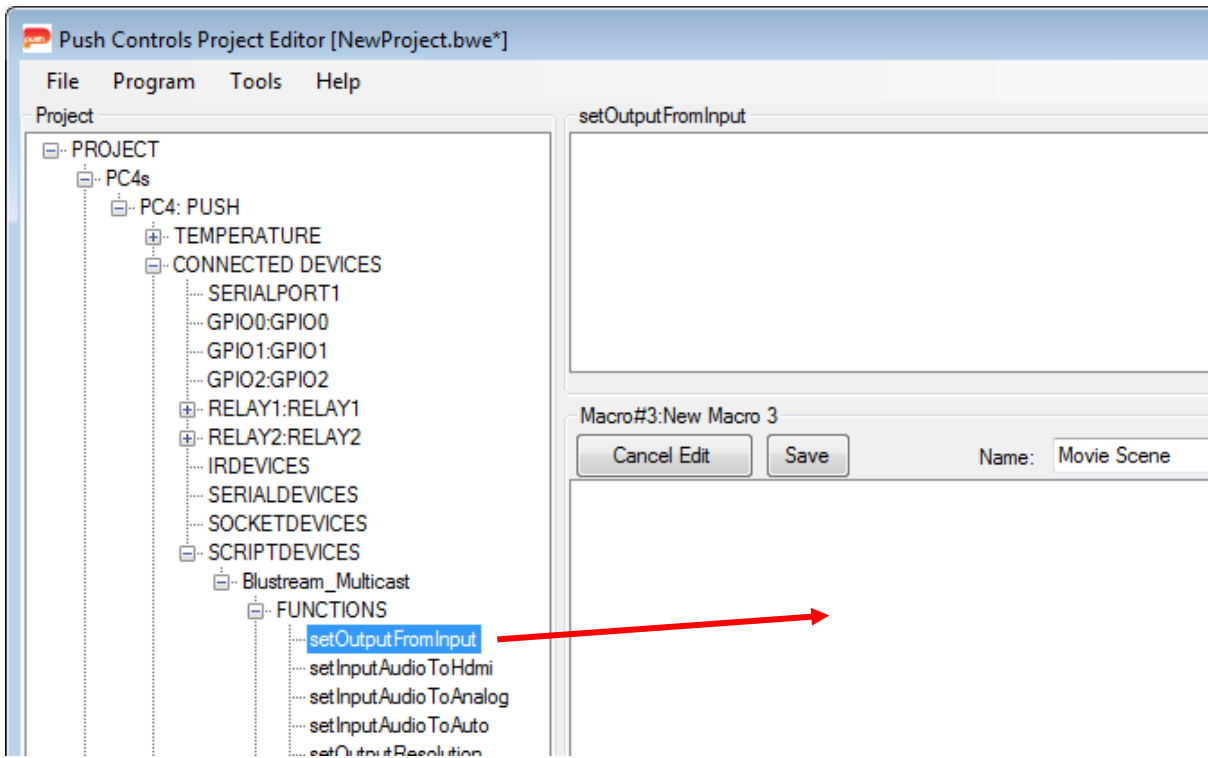 Push Controls Project Editor [NewProject.bwe*]
File Program Tools Help
Project
PROJECT
PC4s
PC4: PUSH
TEMPERATURE
CONNECTED DEVICES
SERIALPORT1
GPIO0:GPIO0
GPIO1:GPIO1
GPIO2:GPIO2
RELAY1:RELAY1
RELAY2:RELAY2
IRDEVICES
SERIALDEVICES
SOCKETDEVICES
SCRIPTDEVICES
Blustream_Multicast
FUNCTIONS
setOutputFromInput
setInputAudioToHdmi
setInputAudioToAnalog
setInputAudioToAuto
setOutputResolution
setOutputFromInput
Macro#3:New Macro 3
Cancel Edit Save Name: Movie Scene